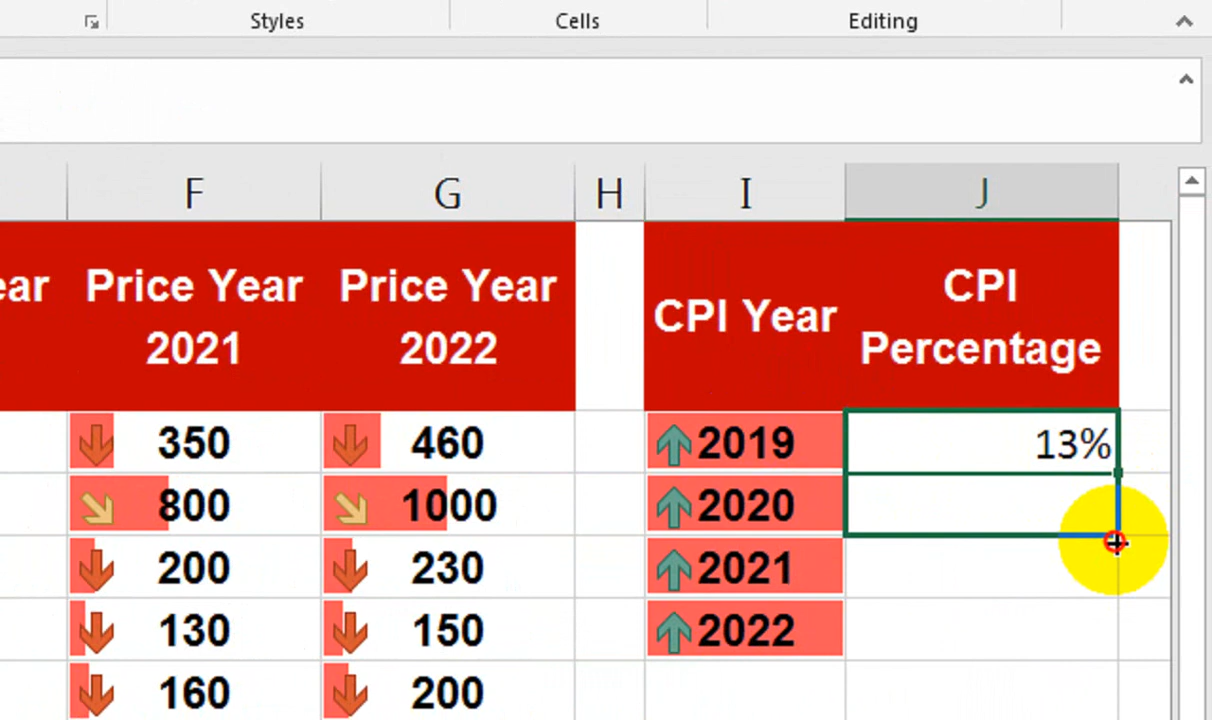 Styles Cells Editing
F G H I J
ear Price Year 2021 Price Year 2022 CPI Year CPI Percentage
350 460 2019 13%
800 1000 2020
200 230 2021
130 150 2022
160 200